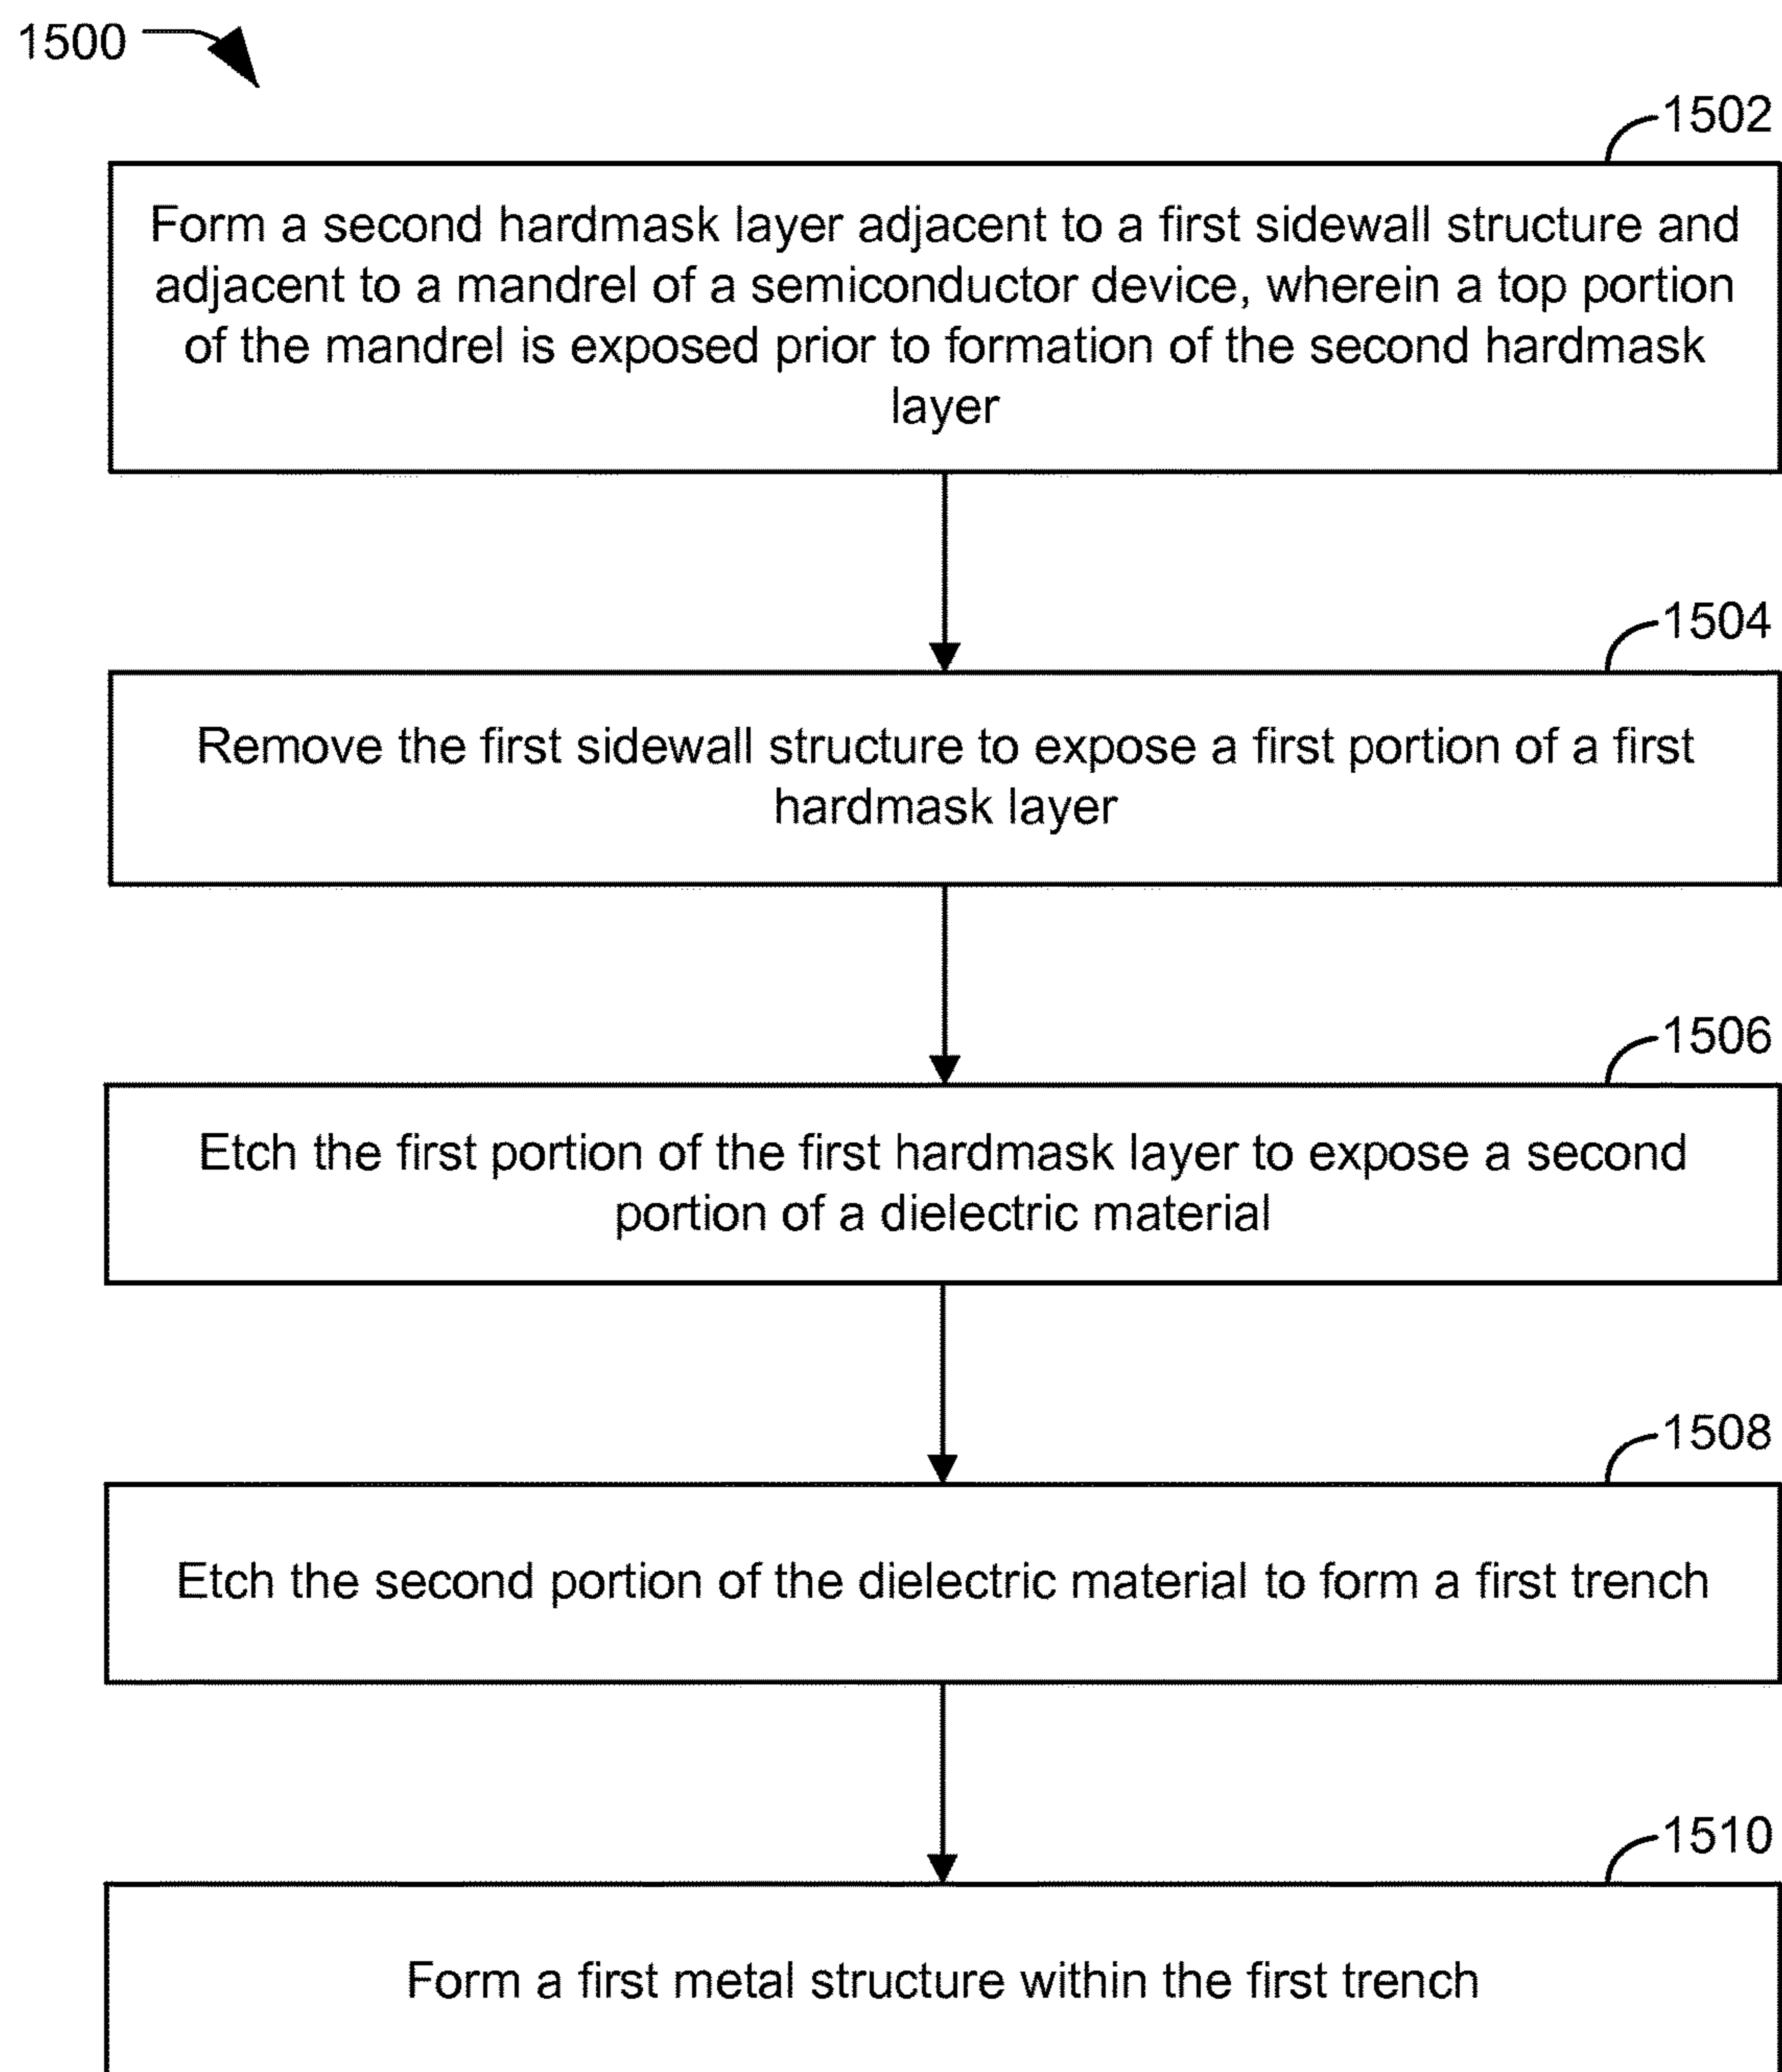 1500
1502
Form a second hardmask layer adjacent to a first sidewall structure and
adjacent to a mandrel of a semiconductor device, wherein a top portion
of the mandrel is exposed prior to formation of the second hardmask
layer
1504
Remove the first sidewall structure to expose a first portion of a first
hardmask layer
1506
Etch the first portion of the first hardmask layer to expose a second
portion of a dielectric material
1508
Etch the second portion of the dielectric material to form a first trench
1510
Form a first metal structure within the first trench